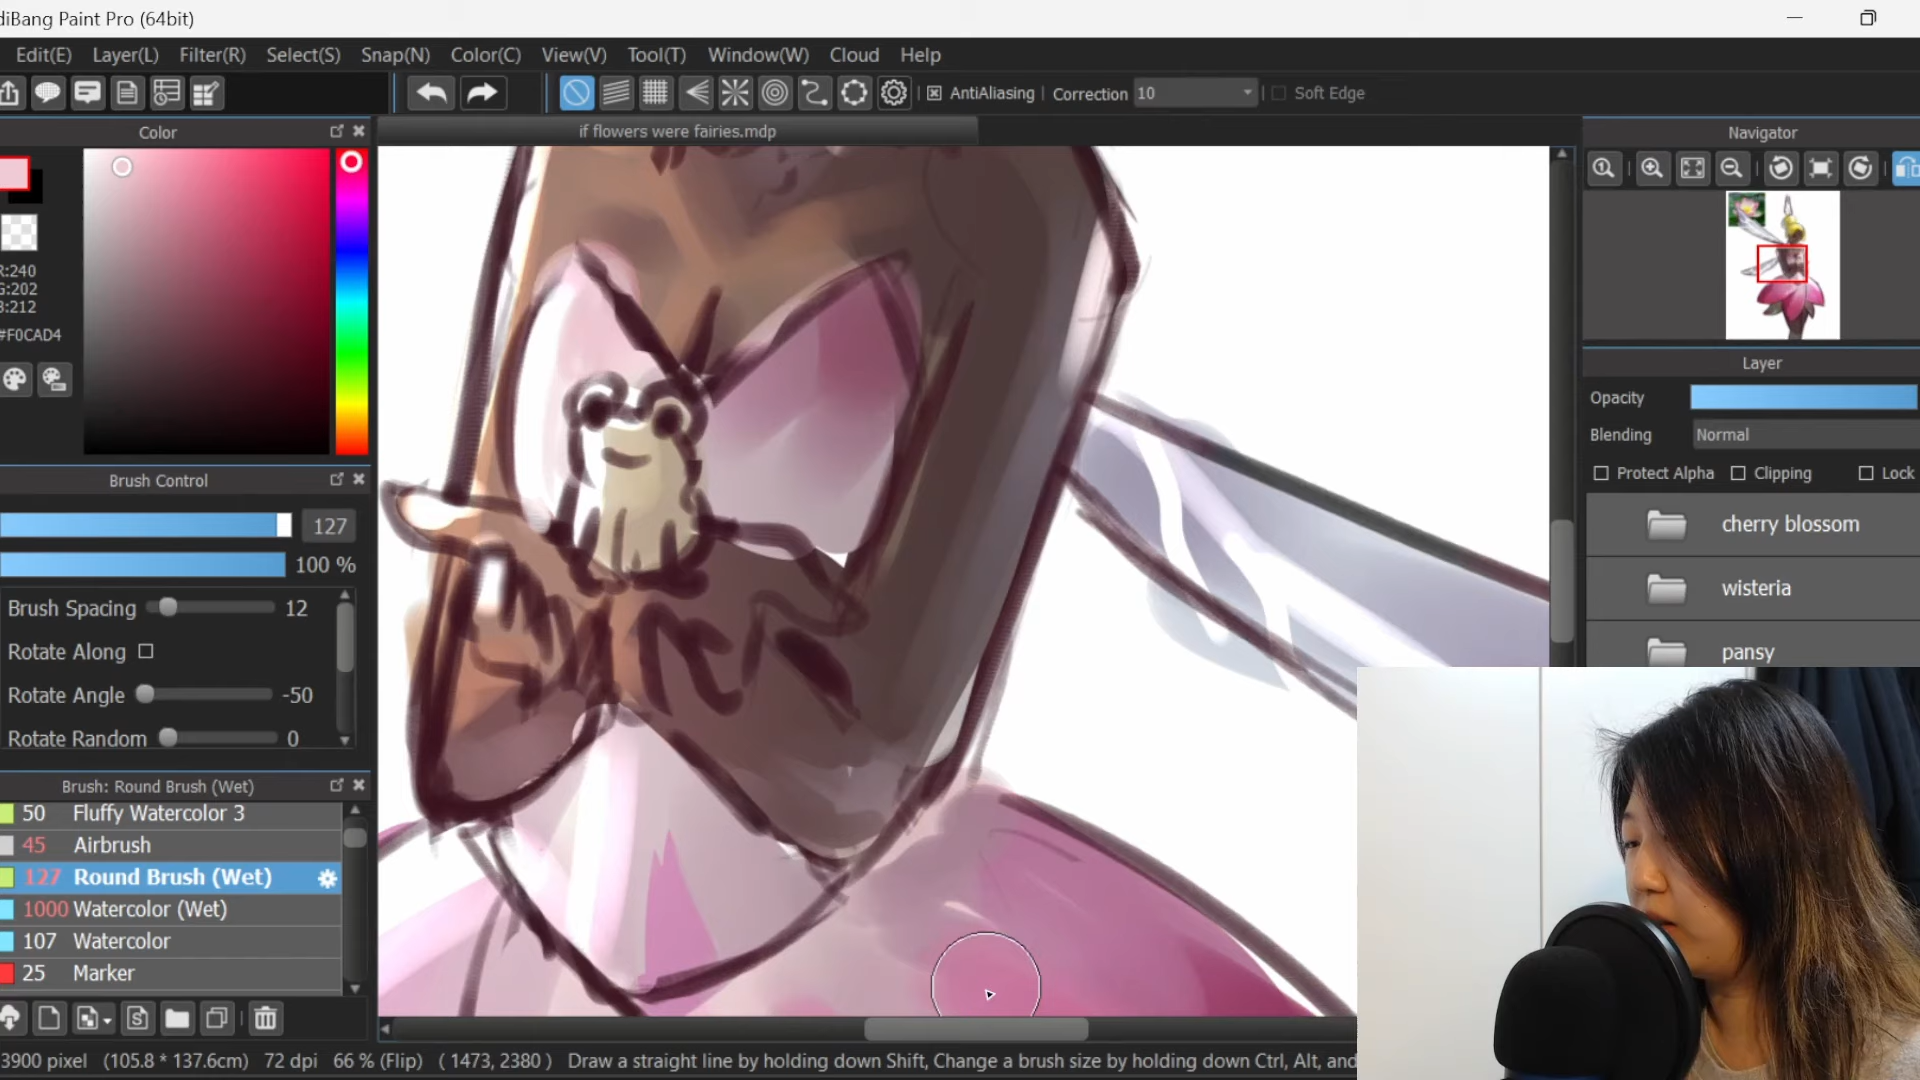 diBang Paint Pro (64bit)
Edit(E) Layer(L) Filter(R) Select(S) Snap(N) Color(C) View(V) Tool(T) Window(W) Cloud Help
AntiAliasing Correction 10 Soft Edge
Color
if flowers were fairies.mdp
Navigator
R:240
G:202
B:212
#F0CAD4
Layer
Opacity
Blending Normal
Protect Alpha Clipping Lock
cherry blossom
wisteria
pansy
Brush Control
127
100 %
Brush Spacing 12
Rotate Along
Rotate Angle -50
Rotate Random 0
Brush: Round Brush (Wet)
50 Fluffy Watercolor 3
45 Airbrush
127 Round Brush (Wet)
1000 Watercolor (Wet)
107 Watercolor
25 Marker
3900 pixel (105.8 * 137.6cm) 72 dpi 66 % (Flip) ( 1473, 2380 ) Draw a straight line by holding down Shift, Change a brush size by holding down Ctrl, Alt, and